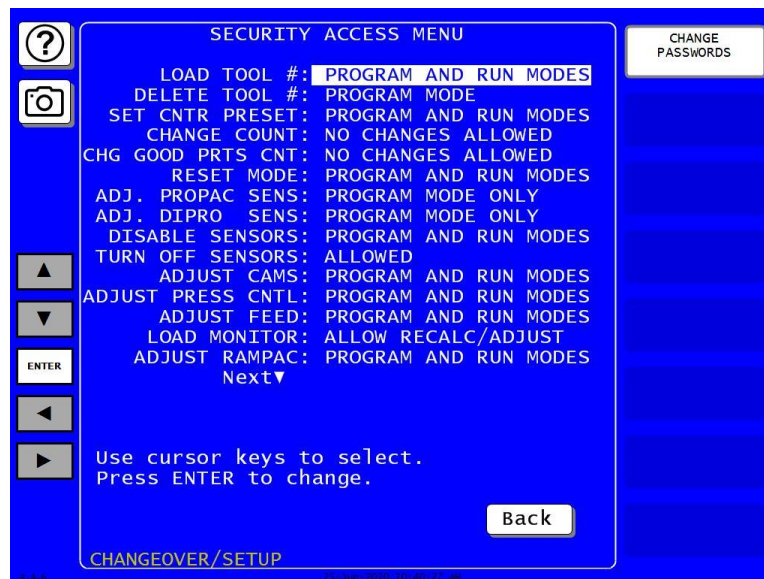 SECURITY ACCESS MENU
CHANGE
PASSWORDS
LOAD TOOL #: PROGRAM AND RUN MODES
DELETE TOOL #: PROGRAM MODE
SET CNTR PRESET: PROGRAM AND RUN MODES
CHANGE COUNT: NO CHANGES ALLOWED
CHG GOOD PRTS CNT: NO CHANGES ALLOWED
RESET MODE: PROGRAM AND RUN MODES
ADJ. PROPAC SENS: PROGRAM MODE ONLY
ADJ. DIPRO SENS: PROGRAM MODE ONLY
DISABLE SENSORS: PROGRAM AND RUN MODES
TURN OFF SENSORS: ALLOWED
ADJUST CAMS: PROGRAM AND RUN MODES
ADJUST PRESS CNTL: PROGRAM AND RUN MODES
ADJUST FEED: PROGRAM AND RUN MODES
LOAD MONITOR: ALLOW RECALC/ADJUST
ADJUST RAMPAC: PROGRAM AND RUN MODES
Next▼
ENTER
Use cursor keys to select.
Press ENTER to change.
Back
CHANGEOVER/SETUP